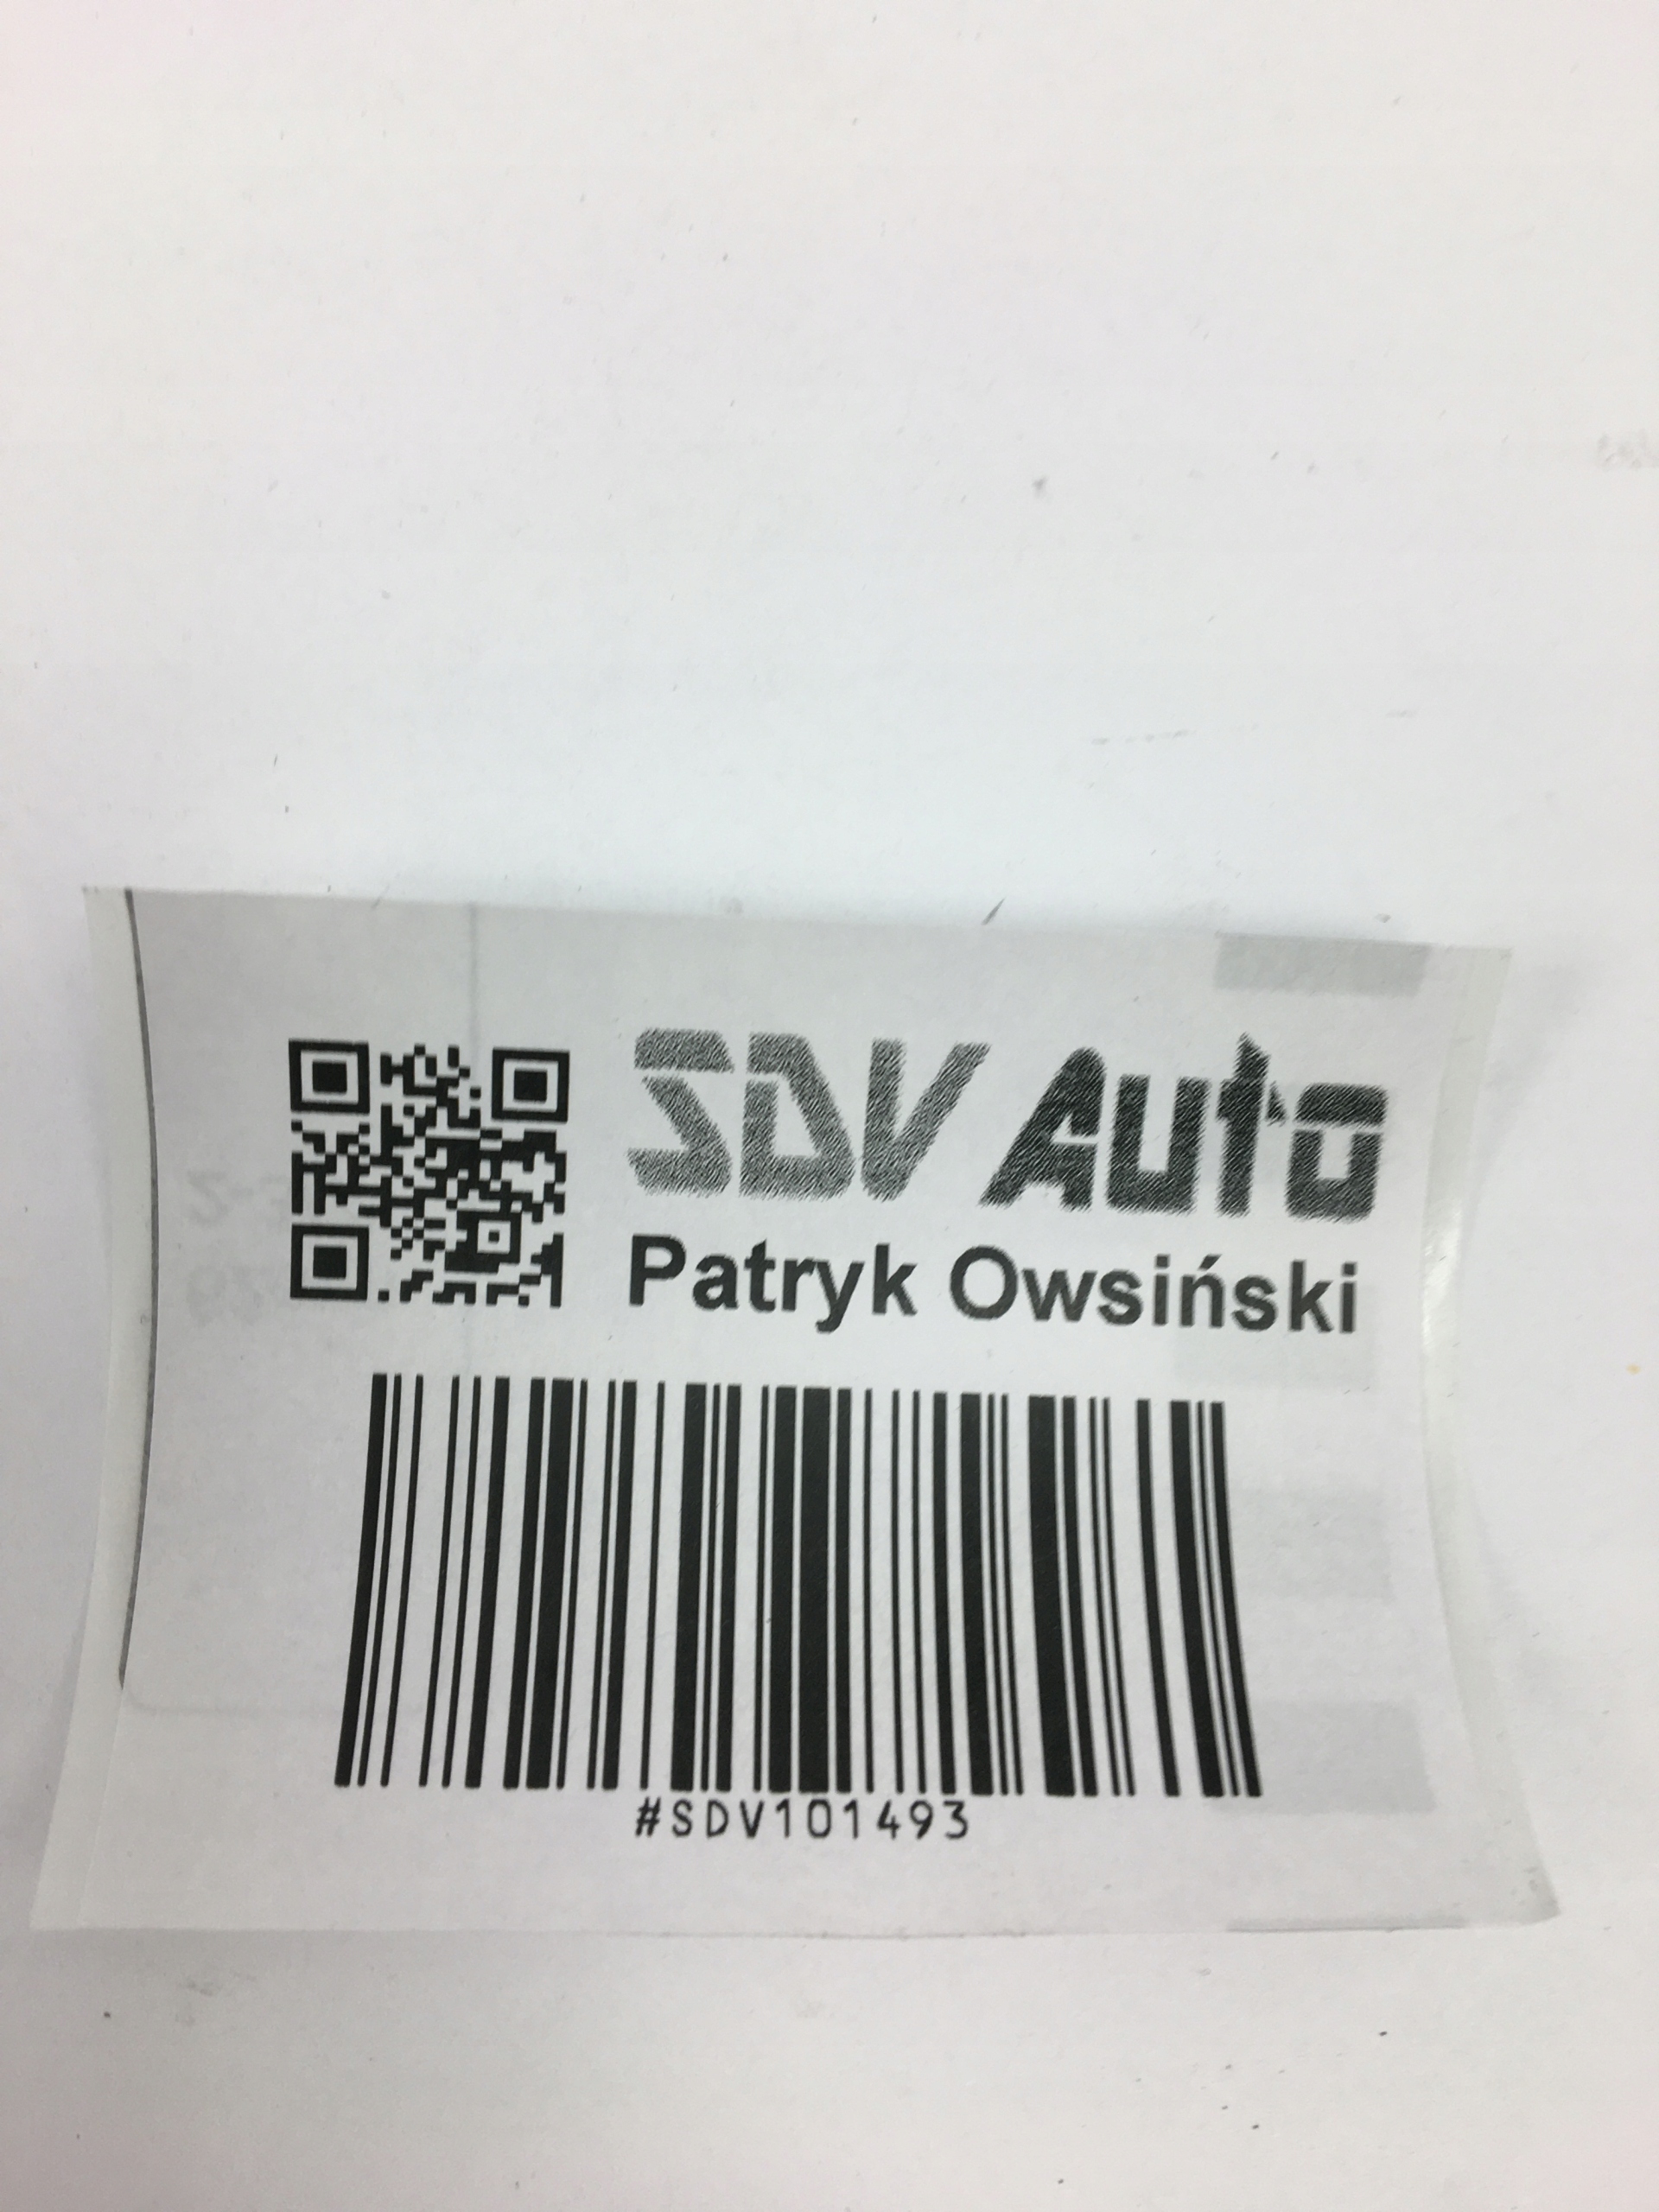 SDV Auto
Patryk Owsiński
#SDV101493